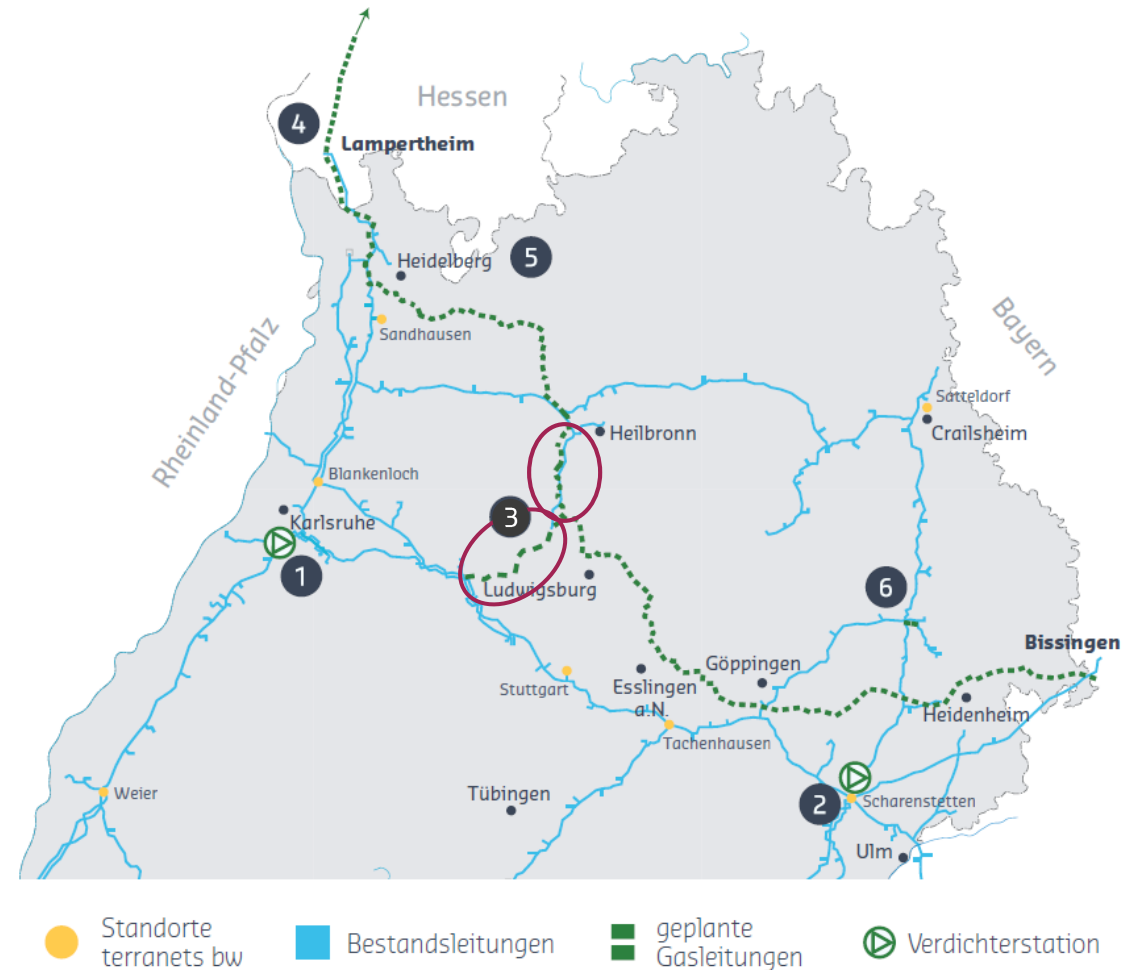 Hessen
4
Lampertheim
Heidelberg
5
Sandhausen
Rheinland-Pfalz
Bayern
Satteldorf
Crailsheim
Heilbronn
Blankenloch
Karlsruhe
3
1
Ludwigsburg
6
Bissingen
Göppingen
Stuttgart
Esslingen
a.N.
Heidenheim
Tachenhausen
Weier
Tübingen
2
Scharenstetten
Ulm
Standorte
terranets bw
Bestandsleitungen
geplante
Gasleitungen
Verdichterstation